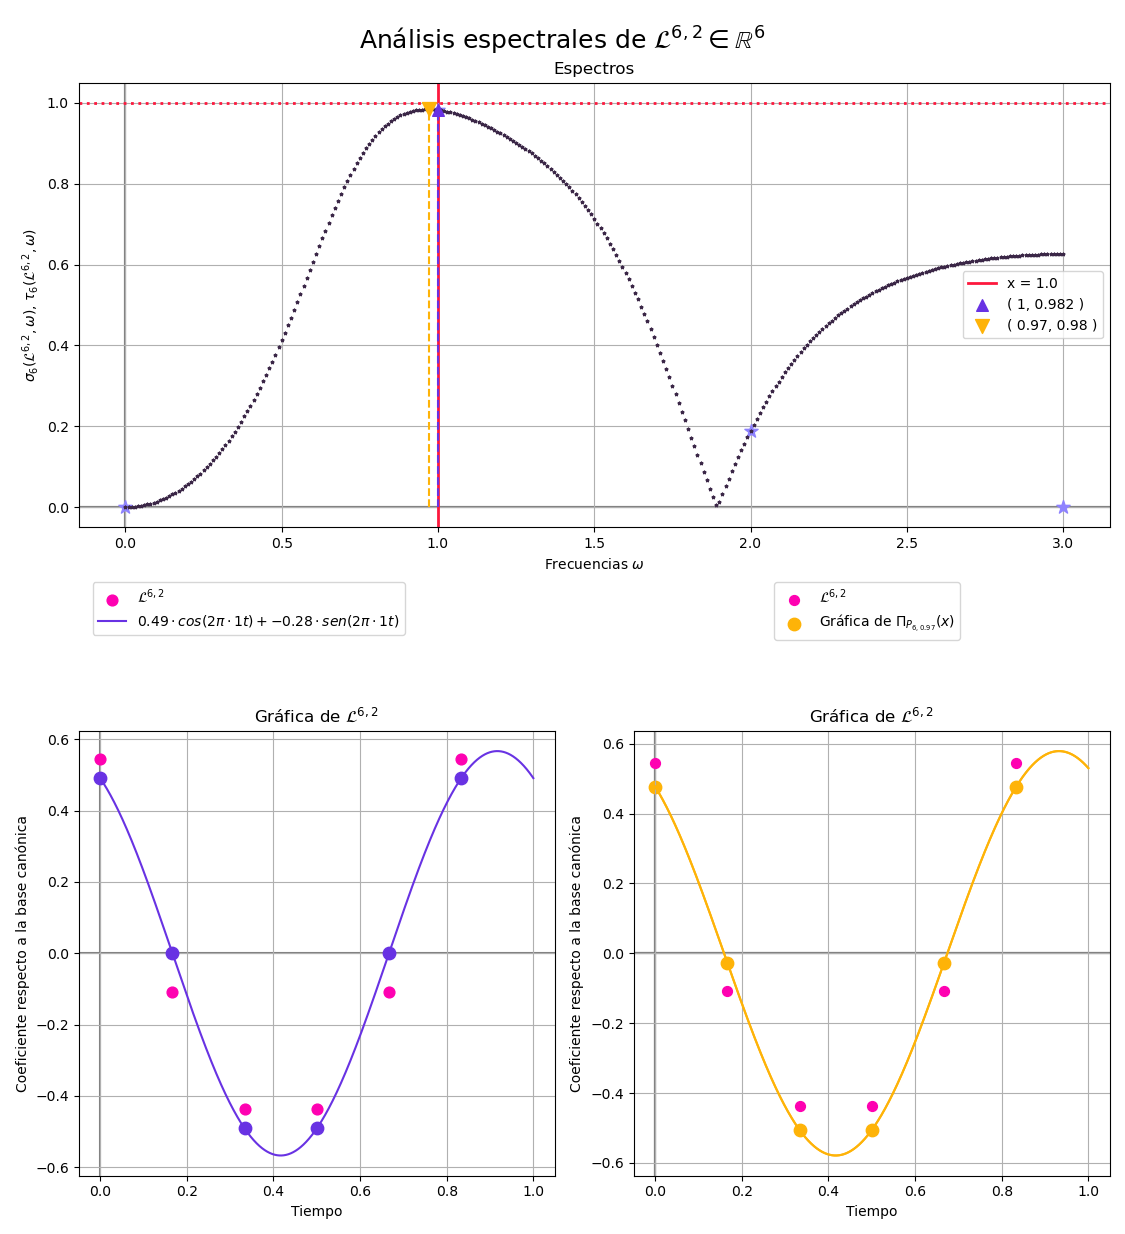 Análisis espectrales de $\mathcal{L}^{6,2} \in \mathbb{R}^6$
Espectros
σ₆(ℒ^{6,2}, ω), τ₆(ℒ^{6,2}, ω)
1.0
0.8
0.6
0.4
0.2
0.0
x = 1.0
( 1, 0.982 )
( 0.97, 0.98 )
0.0 0.5 1.0 1.5 2.0 2.5 3.0
Frecuencias ω
ℒ^{6,2}
0.49 · cos(2π · 1t) + −0.28 · sen(2π · 1t)
ℒ^{6,2}
Gráfica de Π_{P_{6,0.97}}(x)
Gráfica de ℒ^{6,2}
Coeficiente respecto a la base canónica
0.6
0.4
0.2
0.0
−0.2
−0.4
−0.6
0.0 0.2 0.4 0.6 0.8 1.0
Tiempo
Gráfica de ℒ^{6,2}
Coeficiente respecto a la base canónica
0.6
0.4
0.2
0.0
−0.2
−0.4
−0.6
0.0 0.2 0.4 0.6 0.8 1.0
Tiempo